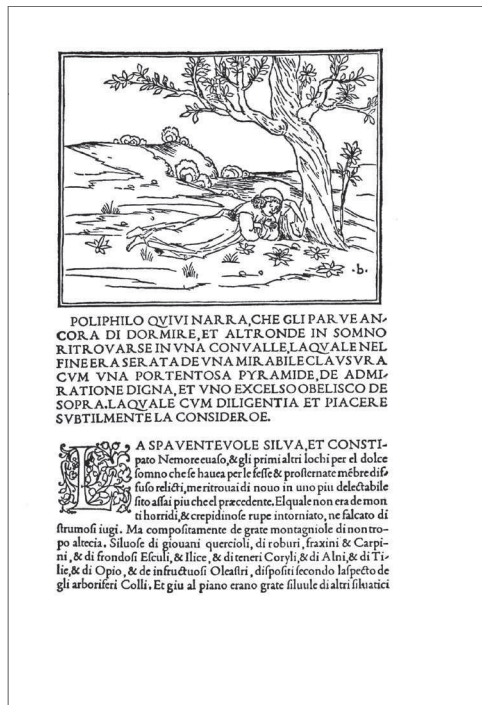 ·b·
POLIPHILO QVIVI NARRA,CHE GLI PARVE AN-
CORA DI DORMIRE,ET ALTRONDE IN SOMNO
RITROVARSE IN VNA CONVALLE,LAQVALE NEL
FINE ERA SERATA DE VNA MIRABILE CLAVSVRA
CVM VNA PORTENTOSA PYRAMIDE,DE ADMI-
RATIONE DIGNA, ET VNO EXCELSO OBELISCO DE
SOPRA.LAQVALE CVM DILIGENTIA ET PIACERE
SVBTILMENTE LA CONSIDEROE.
LA SPAVENTEVOLE SILVA,ET CONSTI-
pato Nemore euaso,&gli primi altri lochi per el dolce
ſomno che ſe hauea per le feſſe & proſternate mẽbre diſ-
fuſo relicti,meritrouai di nouo in uno piu delectabile
ſito aſſai piu che el præcedente.Elquale non era de mon
ti horridi,&crepidinoſe rupe intorniato, ne falcato di
ſtrumoſi iugi. Ma compoſitamente de grate montagniole di non tro-
po altecia. Siluoſe di giouani quercioli, di roburi, fraxini & Carpi-
ni,&di frondoſi Eſculi,&Ilice,&di teneri Coryli,&di Alni,&di Ti-
lie,&di Opio, &de infructuoſi Oleaſtri, diſpoſiti ſecondo laſpecto de
gli arboriferi Colli. Et giu al piano erano grate ſiluule di altri ſiluatici